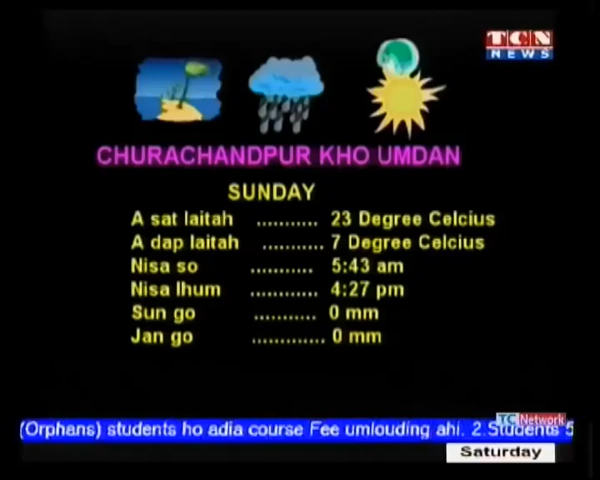 TCN
NEWS
CHURACHANDPUR KHO UMDAN
SUNDAY
A sat laitah ........... 23 Degree Celcius
A dap laitah ........... 7 Degree Celcius
Nisa so ........... 5:43 am
Nisa lhum ............ 4:27 pm
Sun go ........... 0 mm
Jan go ............. 0 mm
TC Network
(Orphans) students ho adia course Fee umlouding ahi. 2.Students 5
Saturday